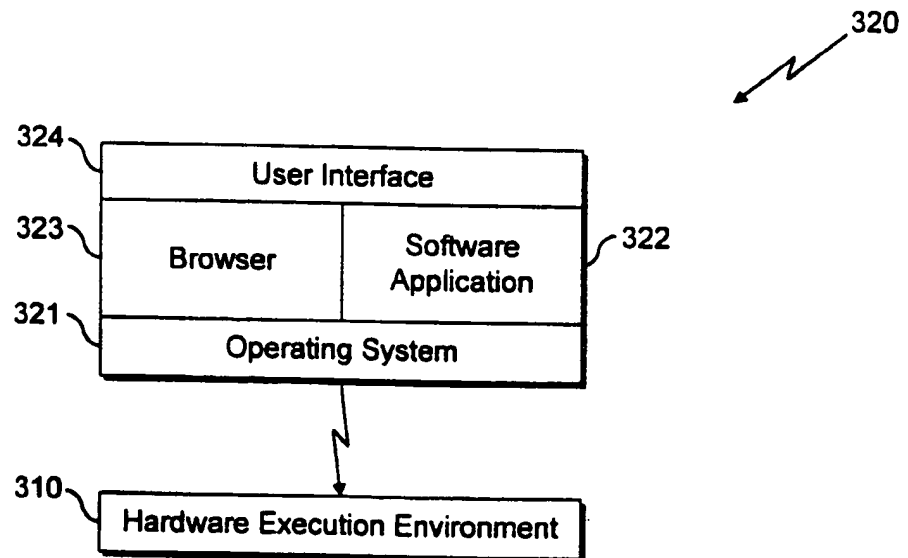 320
324
User Interface
323
Browser
Software
Application
322
321
Operating System
310
Hardware Execution Environment